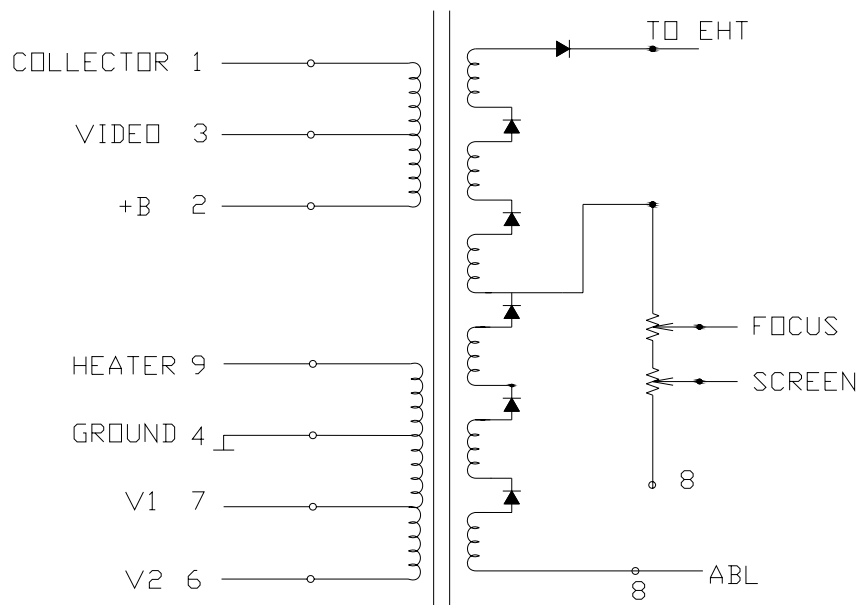 TO EHT
COLLECTOR 1
VIDEO 3
+B 2
FOCUS
HEATER 9
SCREEN
GROUND 4
8
V1 7
V2 6
ABL
8